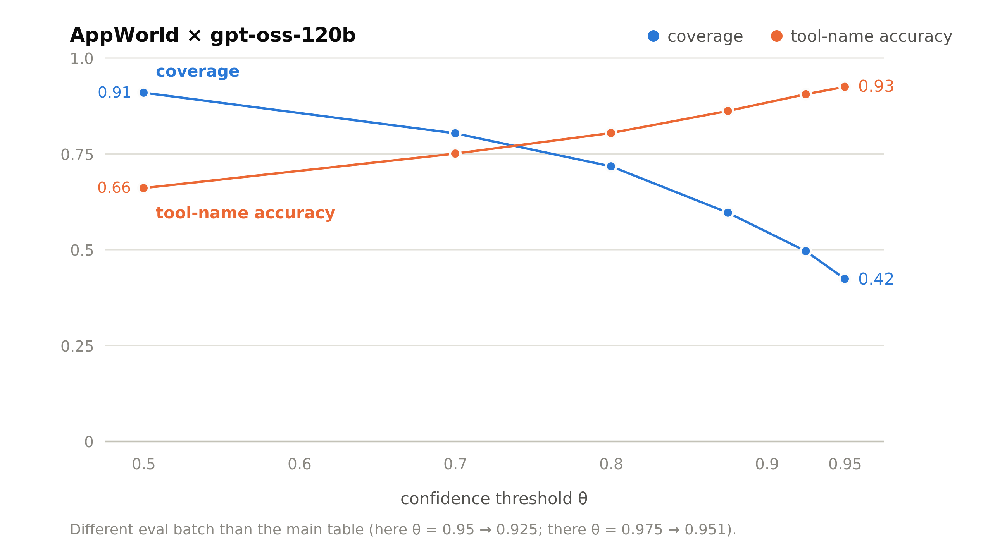 AppWorld × gpt-oss-120b
coverage
tool-name accuracy
1.0
coverage
0.91
0.93
0.75
0.66
tool-name accuracy
0.5
0.42
0.25
0
0.5 0.6 0.7 0.8 0.9 0.95
confidence threshold θ
Different eval batch than the main table (here θ = 0.95 → 0.925; there θ = 0.975 → 0.951).